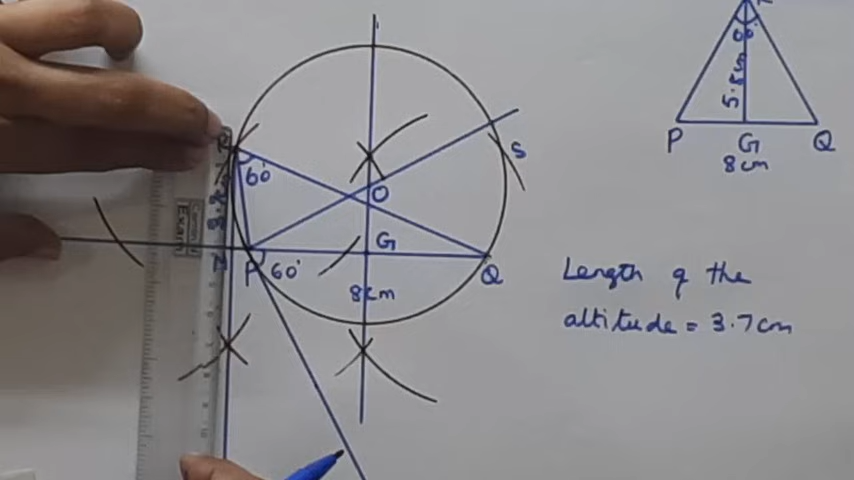 R
60°
S
O
G
P
60°
Q
8cm
60°
5.8cm
P
G
Q
8cm
Length of the
altitude = 3.7cm